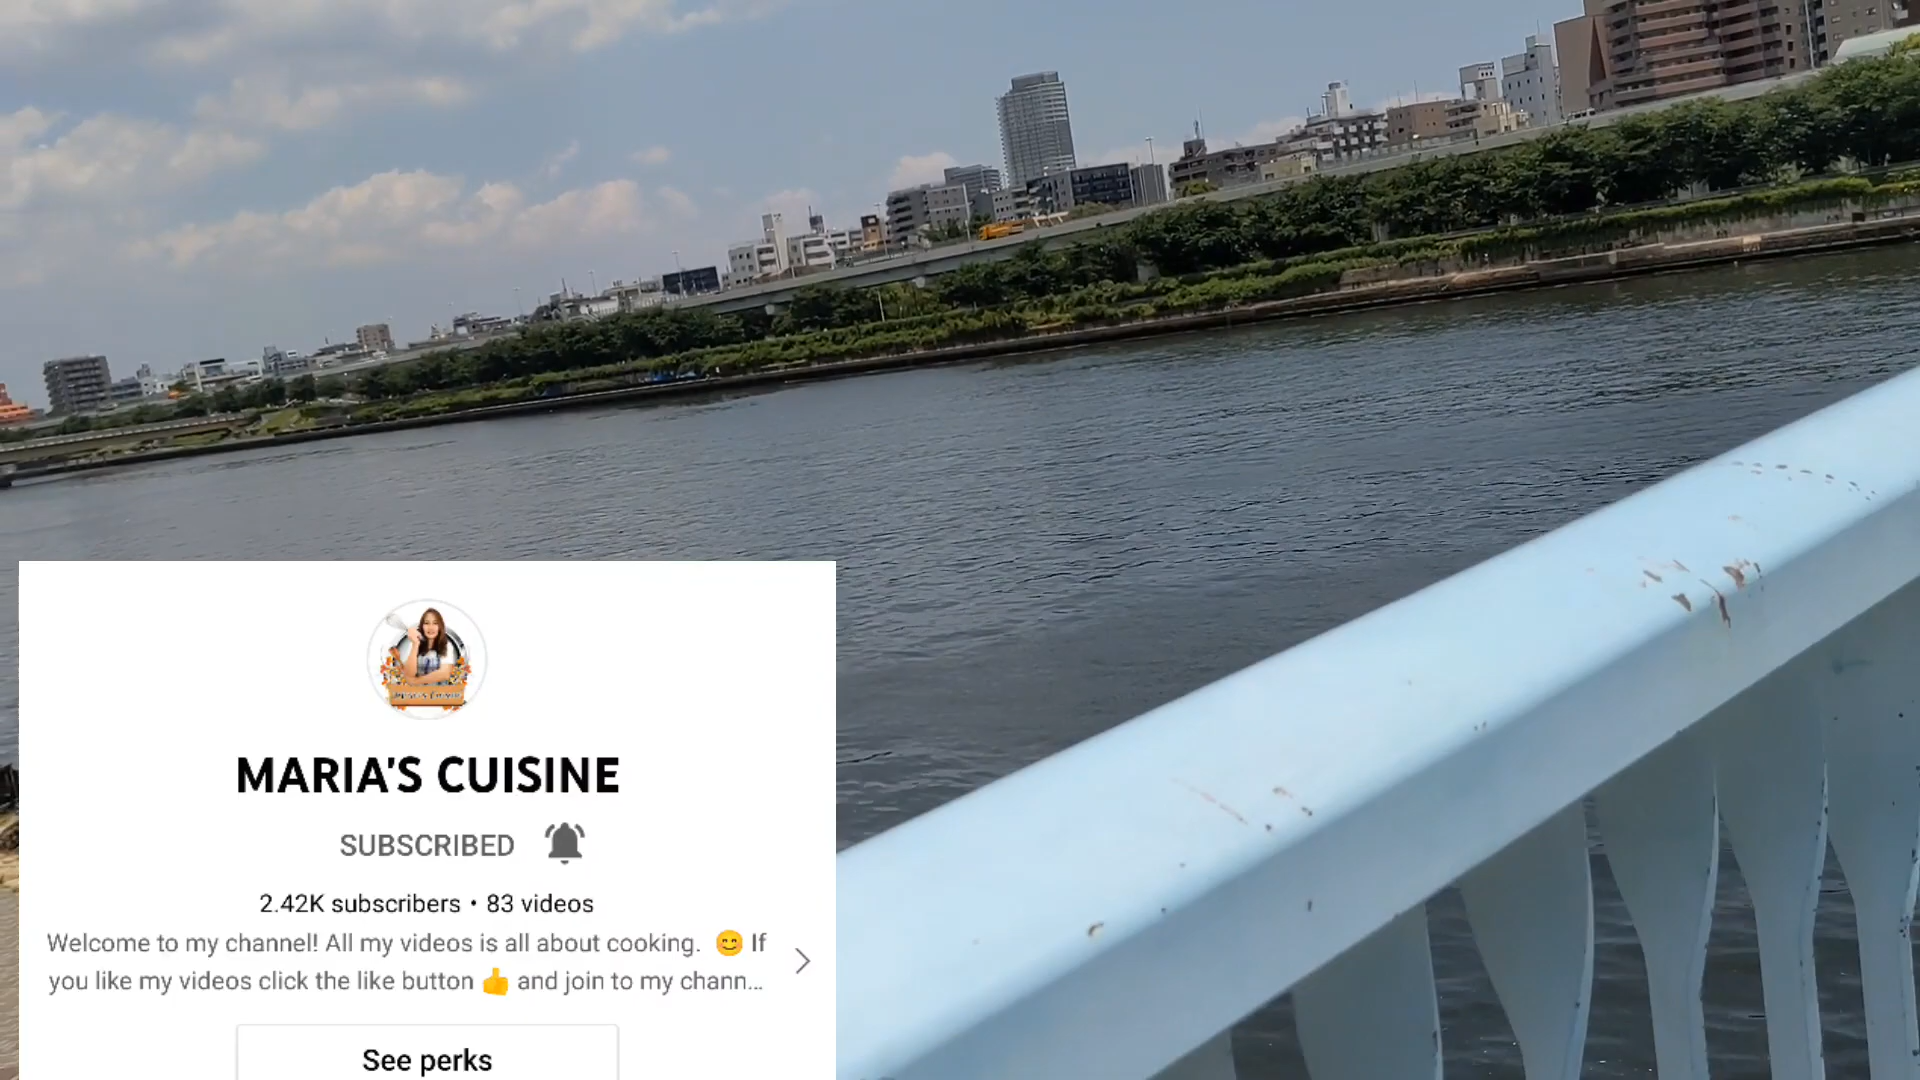 MARIA'S CUISINE
SUBSCRIBED
2.42K subscribers • 83 videos
Welcome to my channel! All my videos is all about cooking. 😊 If
you like my videos click the like button 👍 and join to my chann...
See perks